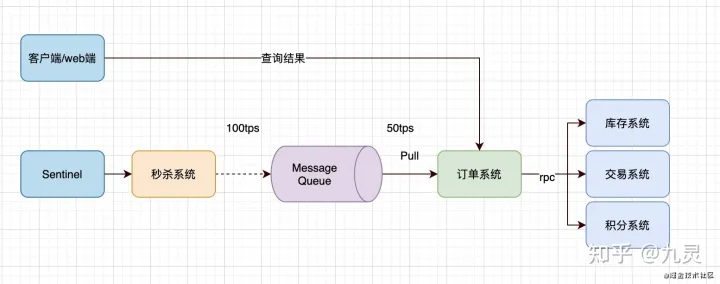 客户端/web端
查询结果
100tps
50tps
Sentinel
秒杀系统
Message
Queue
Pull
订单系统
rpc
库存系统
交易系统
积分系统
知乎 @九灵
@掘金技术社区